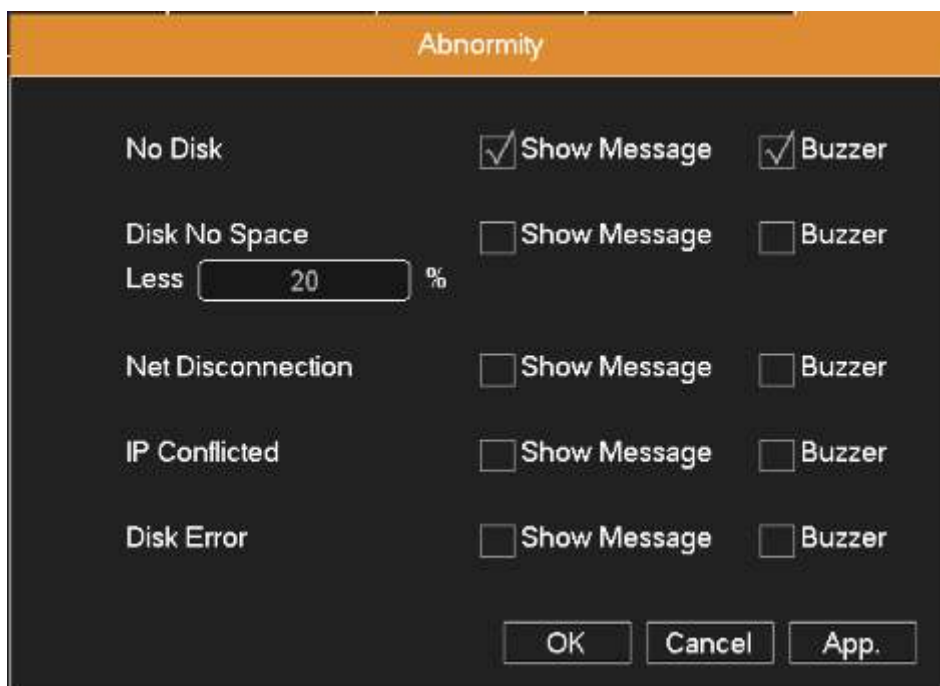 Abnormity
No Disk Show Message Buzzer
Disk No Space Show Message Buzzer
Less 20 %
Net Disconnection Show Message Buzzer
IP Conflicted Show Message Buzzer
Disk Error Show Message Buzzer
OK Cancel App.